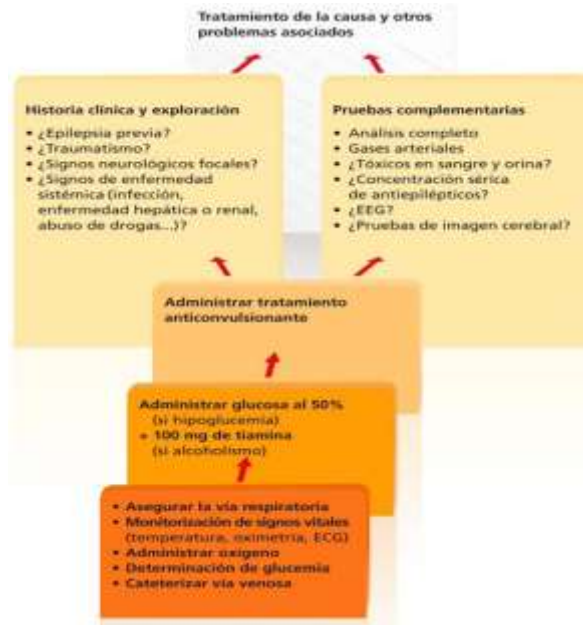 Tratamiento de la causa y otros
problemas asociados
Historia clínica y exploración
• ¿Epilepsia previa?
• ¿Traumatismo?
• ¿Signos neurológicos focales?
• ¿Signos de enfermedad
sistémica (infección,
enfermedad hepática o renal,
abuso de drogas...)?
Pruebas complementarias
• Análisis completo
• Gases arteriales
• ¿Tóxicos en sangre y orina?
• ¿Concentración sérica
de antiepilépticos?
• ¿EEG?
• ¿Pruebas de imagen cerebral?
Administrar tratamiento
anticonvulsionante
Administrar glucosa al 50%
(si hipoglucemia)
• 100 mg de tiamina
(si alcoholismo)
• Asegurar la vía respiratoria
• Monitorización de signos vitales
(temperatura, oximetría, ECG)
• Administrar oxígeno
• Determinación de glucemia
• Cateterizar vía venosa